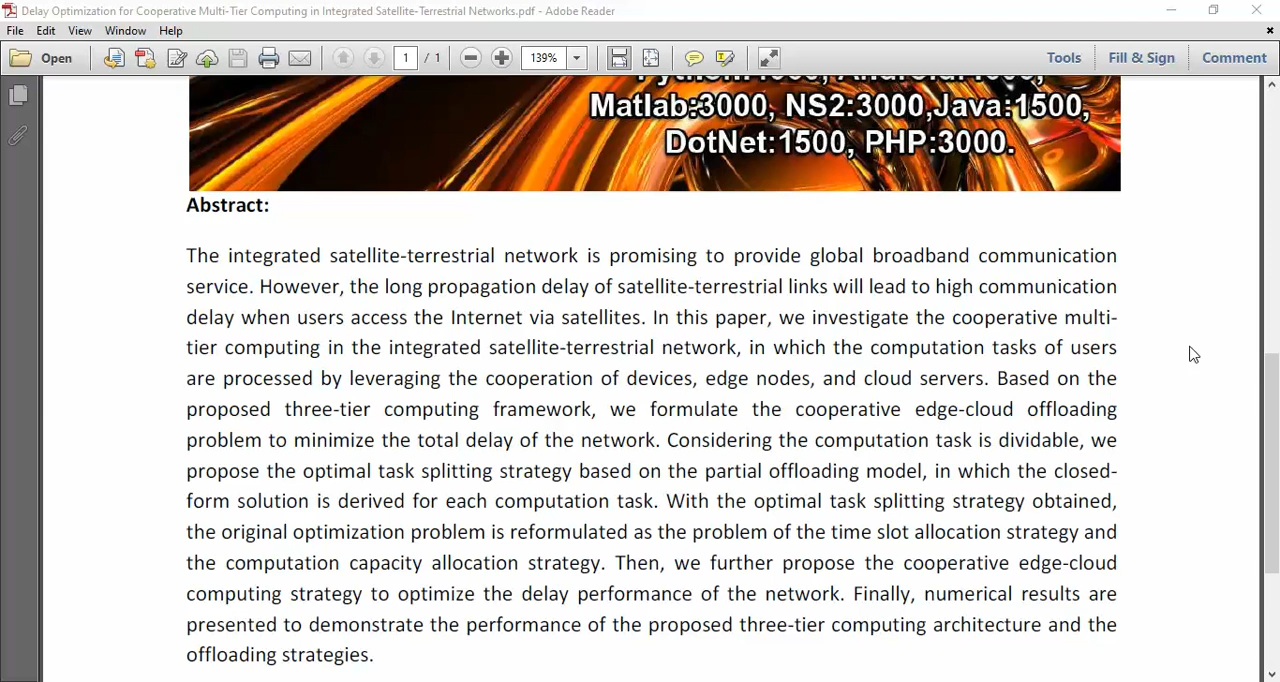 Delay Optimization for Cooperative Multi-Tier Computing in Integrated Satellite-Terrestrial Networks.pdf - Adobe Reader
File Edit View Window Help
Open 1 / 1 139% Tools Fill & Sign Comment
Matlab:3000, NS2:3000,Java:1500,
DotNet:1500, PHP:3000.
Abstract:
The integrated satellite-terrestrial network is promising to provide global broadband communication
service. However, the long propagation delay of satellite-terrestrial links will lead to high communication
delay when users access the Internet via satellites. In this paper, we investigate the cooperative multi-
tier computing in the integrated satellite-terrestrial network, in which the computation tasks of users
are processed by leveraging the cooperation of devices, edge nodes, and cloud servers. Based on the
proposed three-tier computing framework, we formulate the cooperative edge-cloud offloading
problem to minimize the total delay of the network. Considering the computation task is dividable, we
propose the optimal task splitting strategy based on the partial offloading model, in which the closed-
form solution is derived for each computation task. With the optimal task splitting strategy obtained,
the original optimization problem is reformulated as the problem of the time slot allocation strategy and
the computation capacity allocation strategy. Then, we further propose the cooperative edge-cloud
computing strategy to optimize the delay performance of the network. Finally, numerical results are
presented to demonstrate the performance of the proposed three-tier computing architecture and the
offloading strategies.